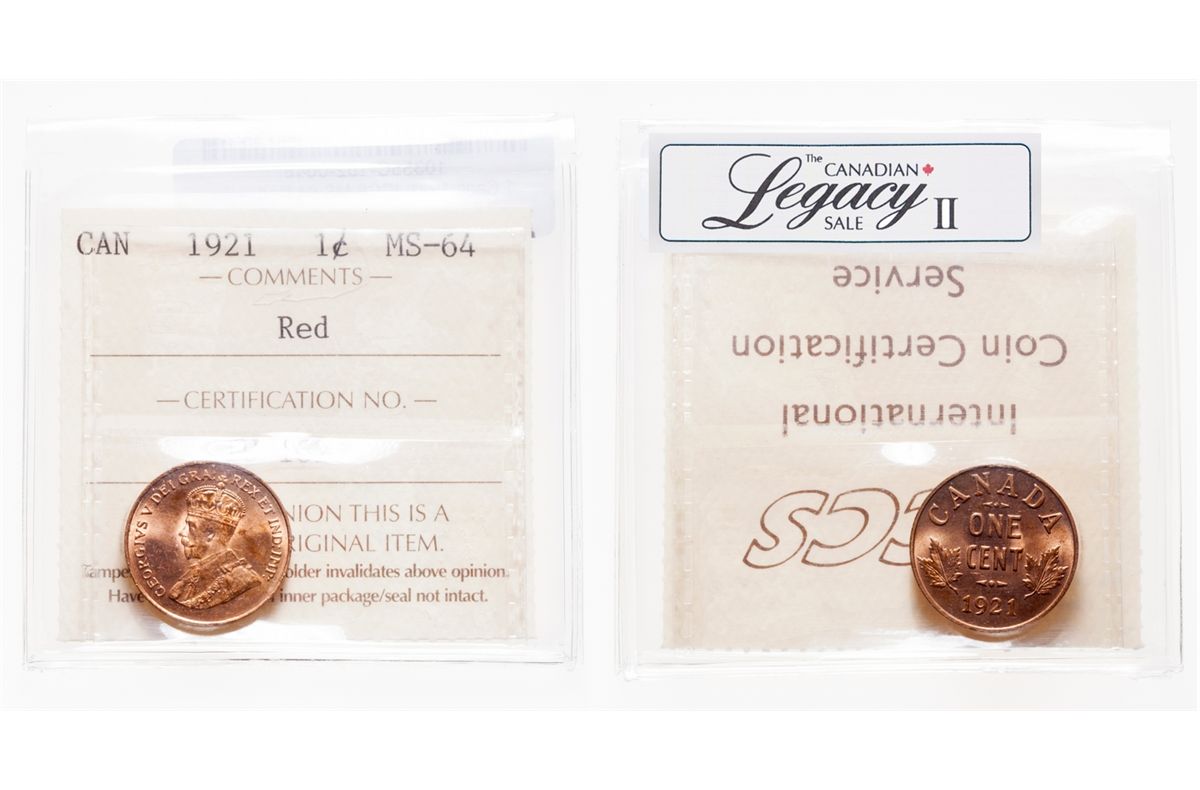 CAN 1921 1¢ MS-64
— COMMENTS —
Red
— CERTIFICATION NO. —
NION THIS IS A
RIGINAL ITEM.
older invalidates above opinion.
inner package/seal not intact.
GEORGIVS V DEI GRA: REX ET IND:IMP:
The CANADIAN
Legacy II
SALE
Service
Coin Certification
International
ICCS
CANADA
ONE
CENT
1921